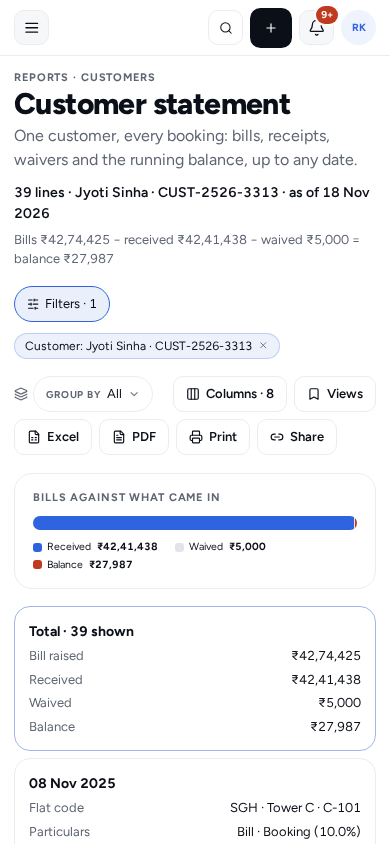 9+
RK
REPORTS · CUSTOMERS
Customer statement
One customer, every booking: bills, receipts,
waivers and the running balance, up to any date.
39 lines · Jyoti Sinha · CUST-2526-3313 · as of 18 Nov
2026
Bills ₹42,74,425 − received ₹42,41,438 − waived ₹5,000 =
balance ₹27,987
Filters · 1
Customer: Jyoti Sinha · CUST-2526-3313 ×
GROUP BY All Columns · 8 Views
Excel PDF Print Share
BILLS AGAINST WHAT CAME IN
Received ₹42,41,438 Waived ₹5,000
Balance ₹27,987
Total · 39 shown
Bill raised ₹42,74,425
Received ₹42,41,438
Waived ₹5,000
Balance ₹27,987
08 Nov 2025
Flat code SGH · Tower C · C-101
Particulars Bill · Booking (10.0%)